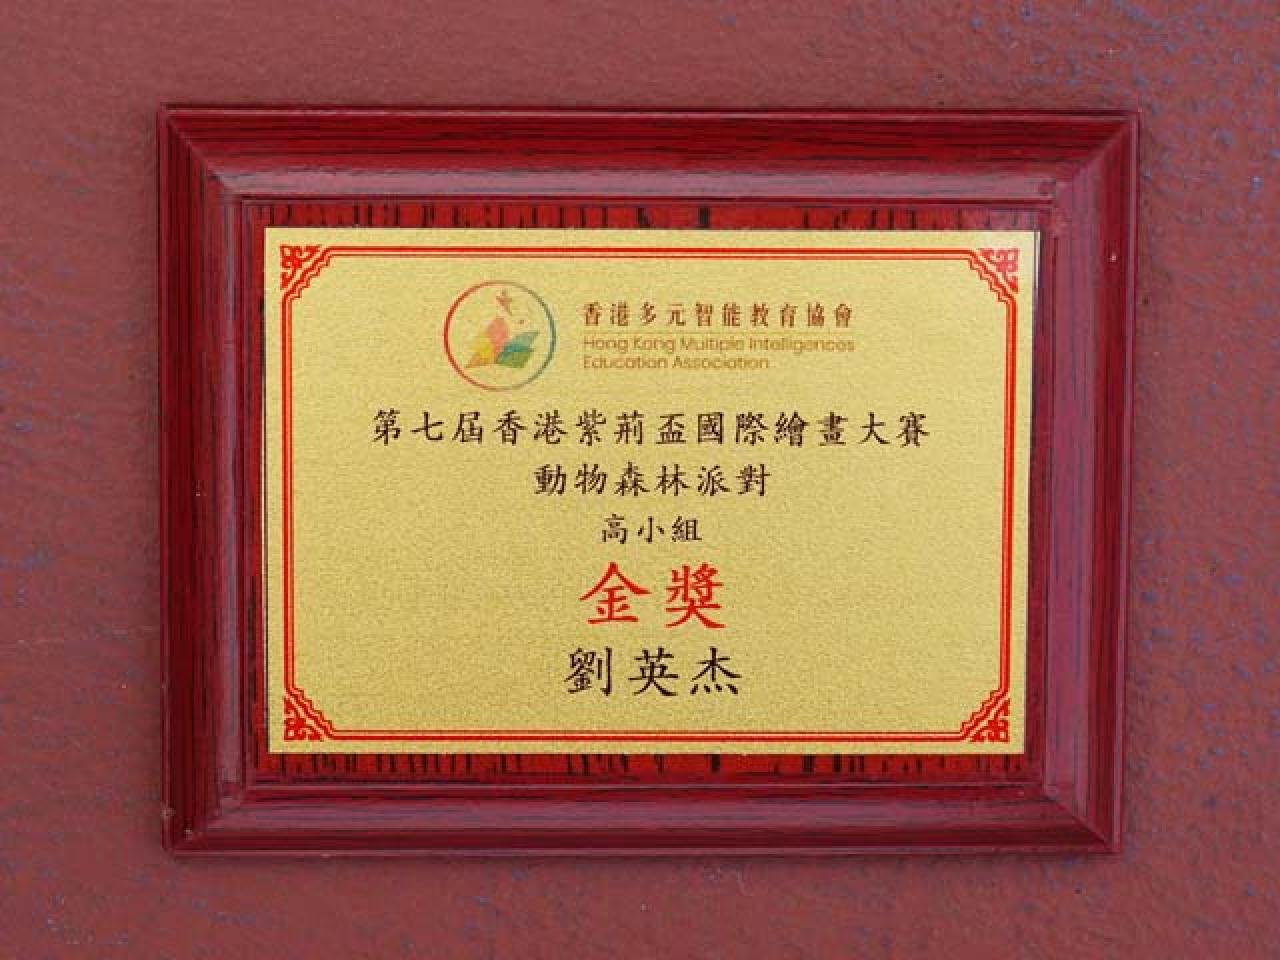 香港多元智能教育協會
Hong Kong Multiple Intelligences
Education Association
第七屆香港紫荊盃國際繪畫大賽
動物森林派對
高小組
金獎
劉英杰